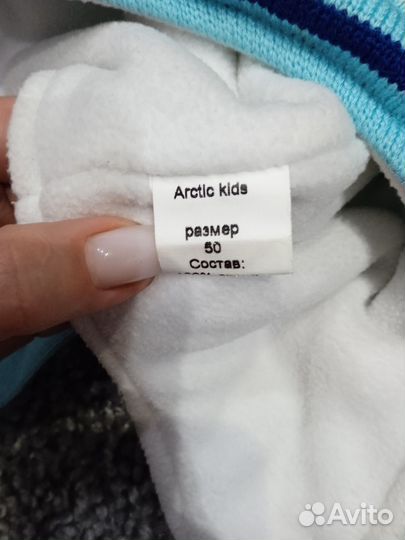 Arctic kids
размер
50
Состав:
Avito